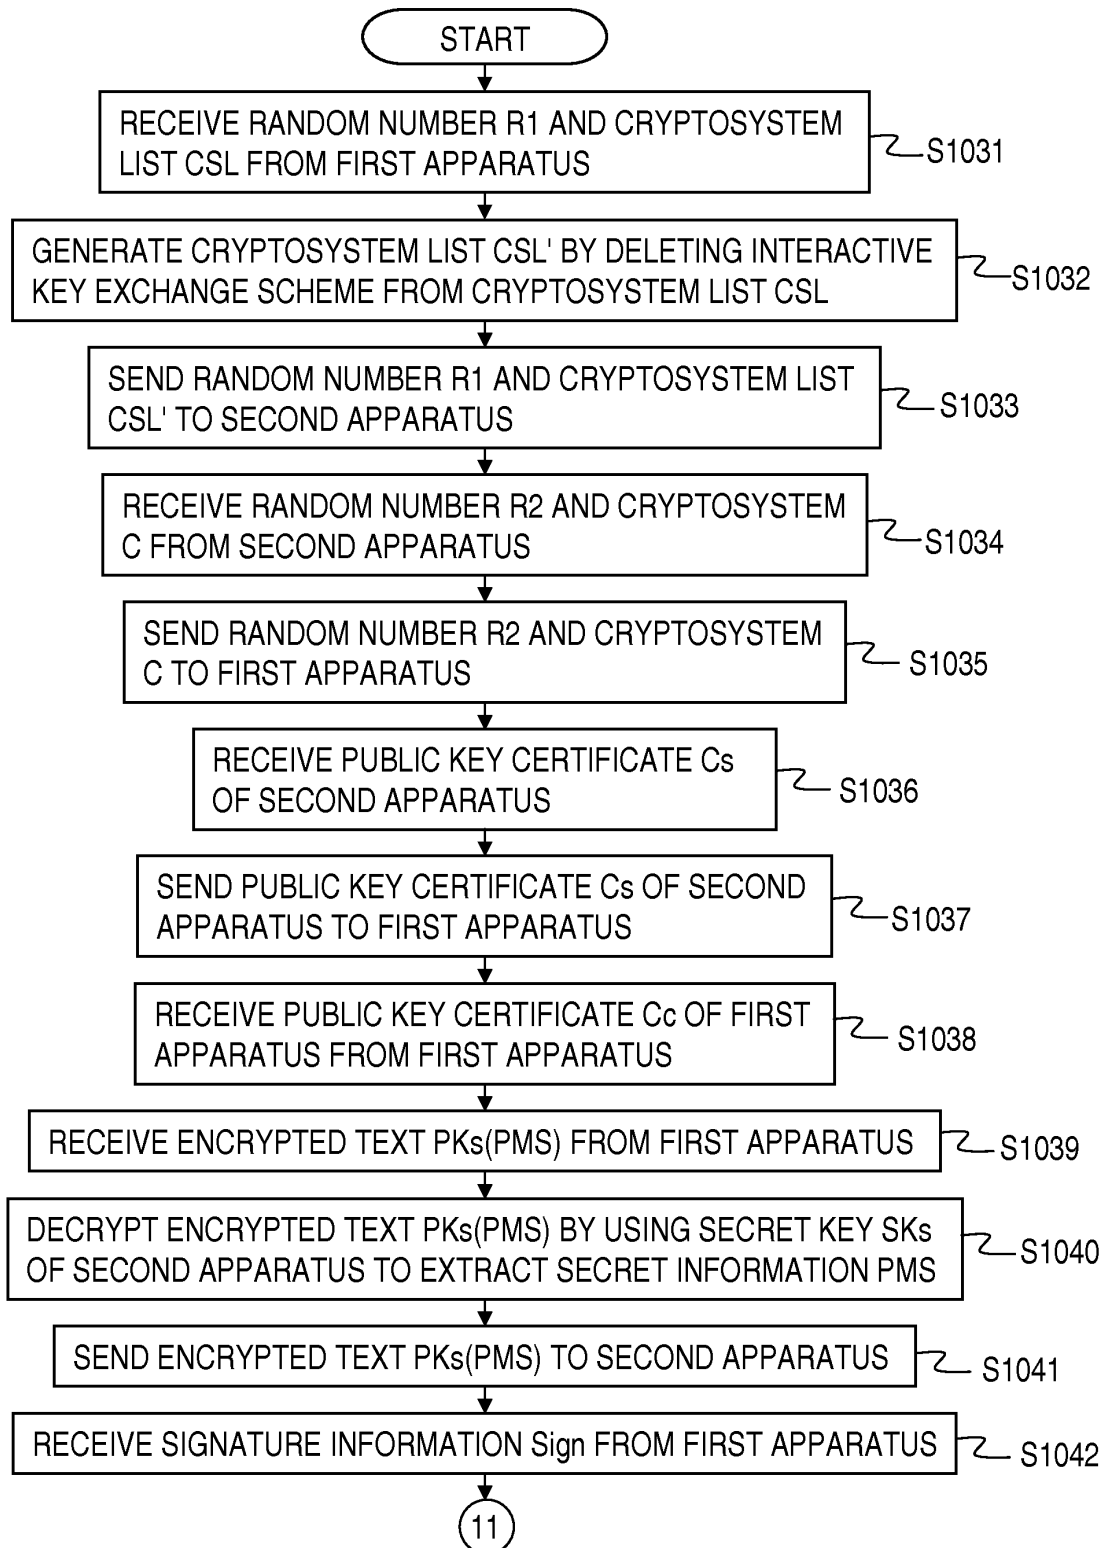 START
RECEIVE RANDOM NUMBER R1 AND CRYPTOSYSTEM
LIST CSL FROM FIRST APPARATUS
S1031
GENERATE CRYPTOSYSTEM LIST CSL' BY DELETING INTERACTIVE
KEY EXCHANGE SCHEME FROM CRYPTOSYSTEM LIST CSL
S1032
SEND RANDOM NUMBER R1 AND CRYPTOSYSTEM LIST
CSL' TO SECOND APPARATUS
S1033
RECEIVE RANDOM NUMBER R2 AND CRYPTOSYSTEM
C FROM SECOND APPARATUS
S1034
SEND RANDOM NUMBER R2 AND CRYPTOSYSTEM
C TO FIRST APPARATUS
S1035
RECEIVE PUBLIC KEY CERTIFICATE Cs
OF SECOND APPARATUS
S1036
SEND PUBLIC KEY CERTIFICATE Cs OF SECOND
APPARATUS TO FIRST APPARATUS
S1037
RECEIVE PUBLIC KEY CERTIFICATE Cc OF FIRST
APPARATUS FROM FIRST APPARATUS
S1038
RECEIVE ENCRYPTED TEXT PKs(PMS) FROM FIRST APPARATUS
S1039
DECRYPT ENCRYPTED TEXT PKs(PMS) BY USING SECRET KEY SKs
OF SECOND APPARATUS TO EXTRACT SECRET INFORMATION PMS
S1040
SEND ENCRYPTED TEXT PKs(PMS) TO SECOND APPARATUS
S1041
RECEIVE SIGNATURE INFORMATION Sign FROM FIRST APPARATUS
S1042
11